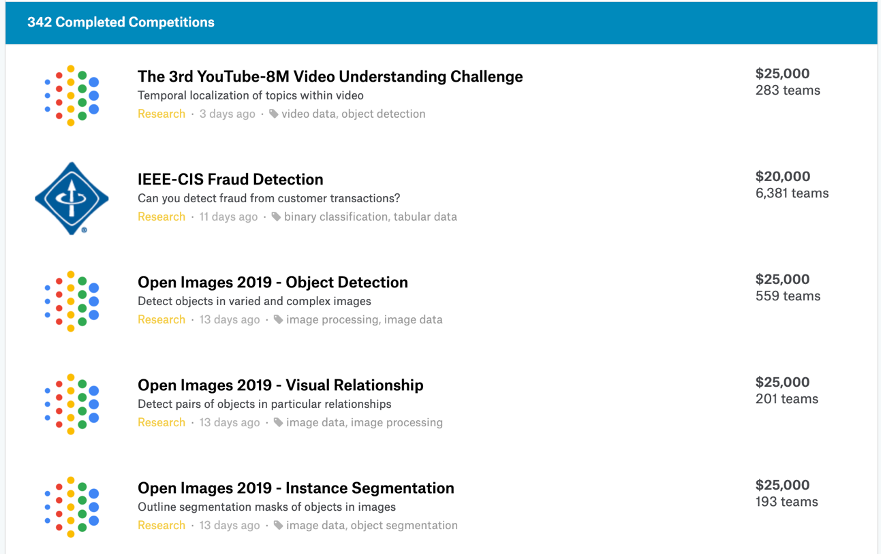 342 Completed Competitions
The 3rd YouTube-8M Video Understanding Challenge
$25,000
Temporal localization of topics within video
283 teams
Research · 3 days ago · video data, object detection
IEEE-CIS Fraud Detection
$20,000
Can you detect fraud from customer transactions?
6,381 teams
Research · 11 days ago · binary classification, tabular data
Open Images 2019 - Object Detection
$25,000
Detect objects in varied and complex images
559 teams
Research · 13 days ago · image processing, image data
Open Images 2019 - Visual Relationship
$25,000
Detect pairs of objects in particular relationships
201 teams
Research · 13 days ago · image data, image processing
Open Images 2019 - Instance Segmentation
$25,000
Outline segmentation masks of objects in images
193 teams
Research · 13 days ago · image data, object segmentation